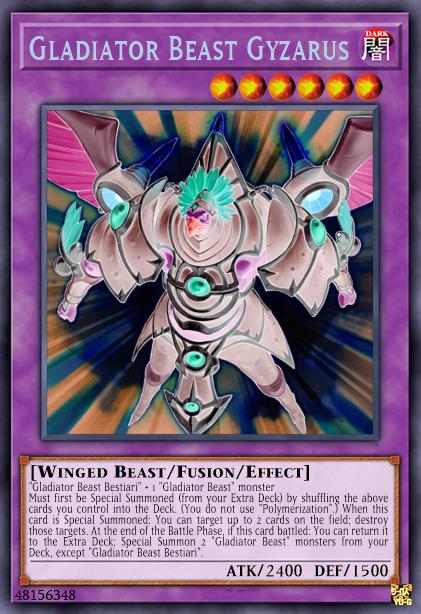 Gladiator Beast Gyzarus
DARK
闇
[Winged Beast/Fusion/Effect]
"Gladiator Beast Bestiari" + 1 "Gladiator Beast" monster
Must first be Special Summoned (from your Extra Deck) by shuffling the above
cards you control into the Deck. (You do not use "Polymerization".) When this
card is Special Summoned: You can target up to 2 cards on the field; destroy
those targets. At the end of the Battle Phase, if this card battled: You can return it
to the Extra Deck; Special Summon 2 "Gladiator Beast" monsters from your
Deck, except "Gladiator Beast Bestiari".
ATK/2400 DEF/1500
48156348